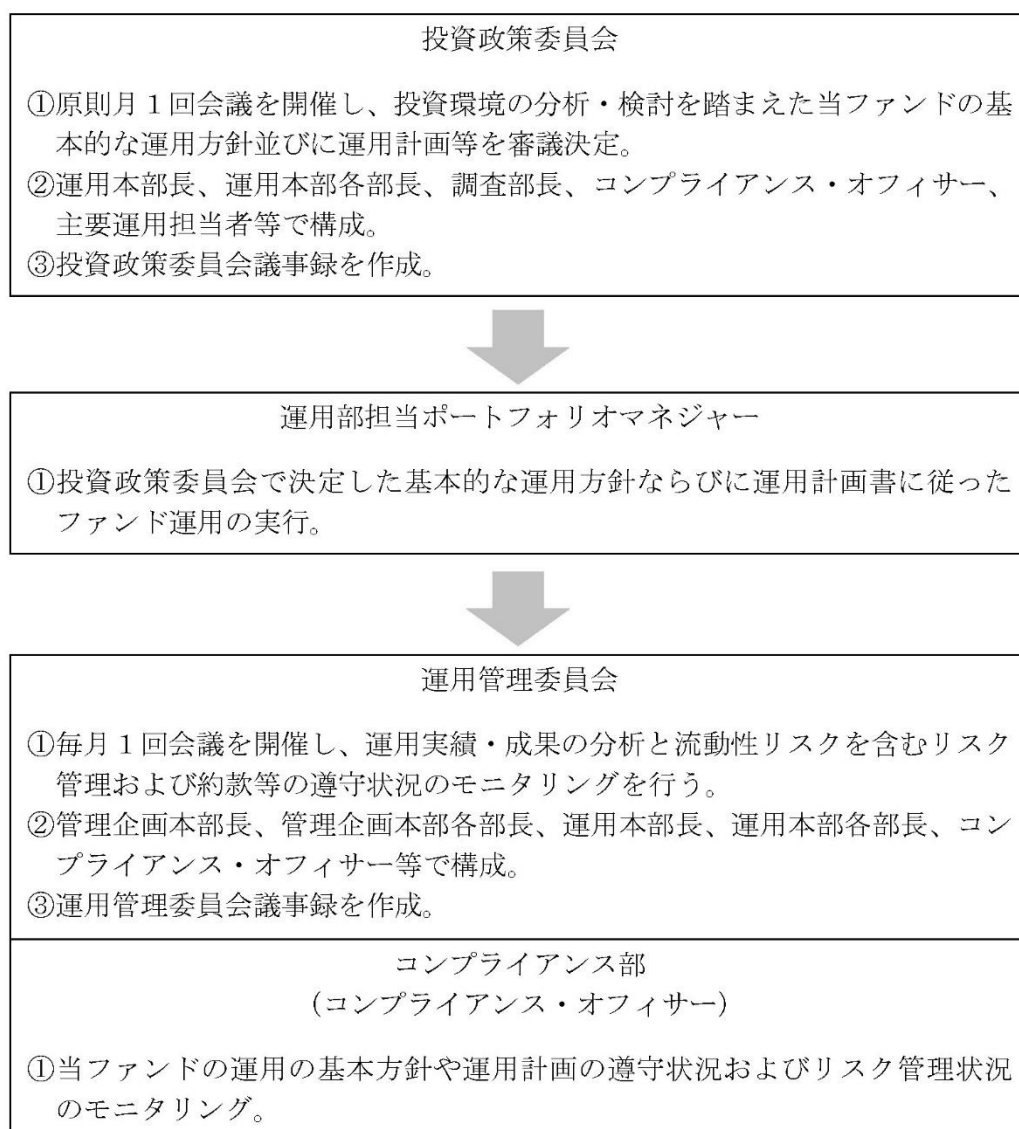 投資政策委員会
①原則月１回会議を開催し、投資環境の分析・検討を踏まえた当ファンドの基
本的な運用方針並びに運用計画等を審議決定。
②運用本部長、運用本部各部長、調査部長、コンプライアンス・オフィサー、
主要運用担当者等で構成。
③投資政策委員会議事録を作成。
運用部担当ポートフォリオマネジャー
①投資政策委員会で決定した基本的な運用方針ならびに運用計画書に従った
ファンド運用の実行。
運用管理委員会
①毎月１回会議を開催し、運用実績・成果の分析と流動性リスクを含むリスク
管理および約款等の遵守状況のモニタリングを行う。
②管理企画本部長、管理企画本部各部長、運用本部長、運用本部各部長、コン
プライアンス・オフィサー等で構成。
③運用管理委員会議事録を作成。
コンプライアンス部
（コンプライアンス・オフィサー）
①当ファンドの運用の基本方針や運用計画の遵守状況およびリスク管理状況
のモニタリング。